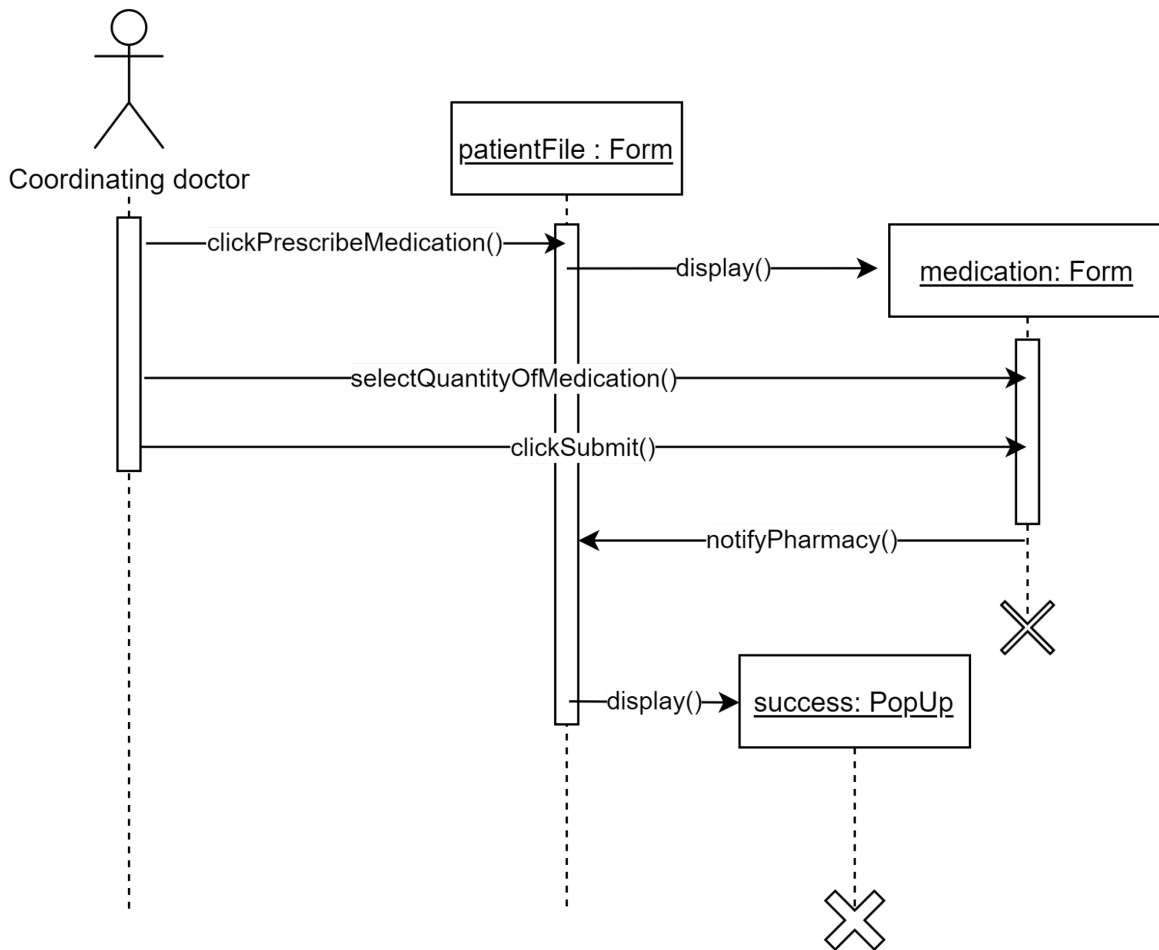 Coordinating doctor
patientFile : Form
clickPrescribeMedication()
display()
medication: Form
selectQuantityOfMedication()
clickSubmit()
notifyPharmacy()
display()
success: PopUp